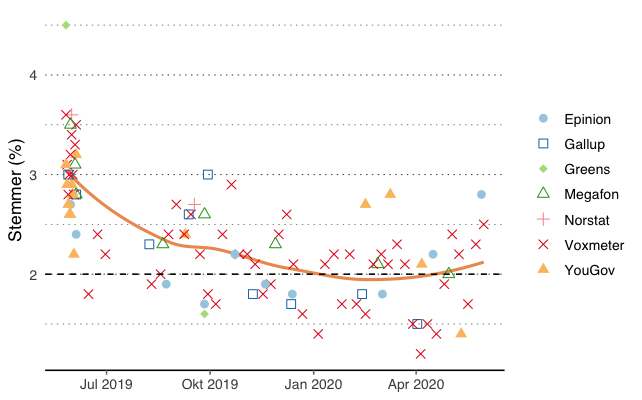 Stemmer (%)
4
3
2
Jul 2019
Okt 2019
Jan 2020
Apr 2020
Epinion
Gallup
Greens
Megafon
Norstat
Voxmeter
YouGov